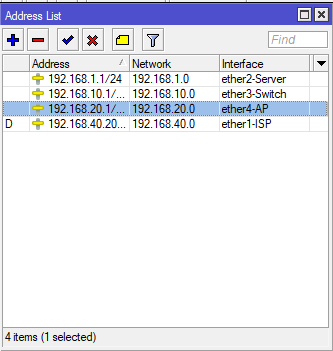 Address List
Find
Address Network Interface
192.168.1.1/24 192.168.1.0 ether2-Server
192.168.10.1/... 192.168.10.0 ether3-Switch
192.168.20.1/... 192.168.20.0 ether4-AP
D 192.168.40.20... 192.168.40.0 ether1-ISP
4 items (1 selected)